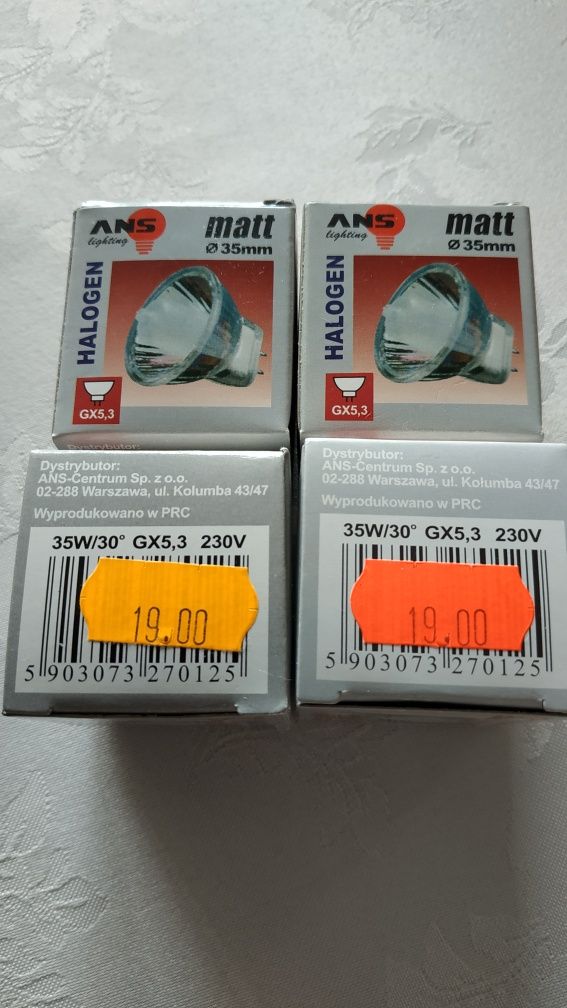 ANS
lighting
matt
Ø 35mm
HALOGEN
GX5,3
ANS
lighting
matt
Ø 35mm
HALOGEN
GX5,3
Dystrybutor:
Dystrybutor:
ANS-Centrum Sp. z o.o.
02-288 Warszawa, ul. Kolumba 43/47
Wyprodukowano w PRC
35W/30° GX5,3 230V
19.00
5 903073 270125
Dystrybutor:
ANS-Centrum Sp. z o.o.
02-288 Warszawa, ul. Kolumba 43/47
Wyprodukowano w PRC
35W/30° GX5,3 230V
19.00
5 903073 270125